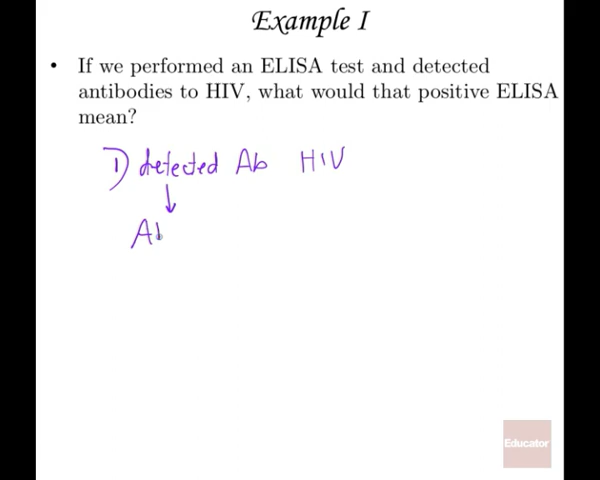 Example I
• If we performed an ELISA test and detected
antibodies to HIV, what would that positive ELISA
mean?
1) detected Ab HIV
↓
Al
Educator